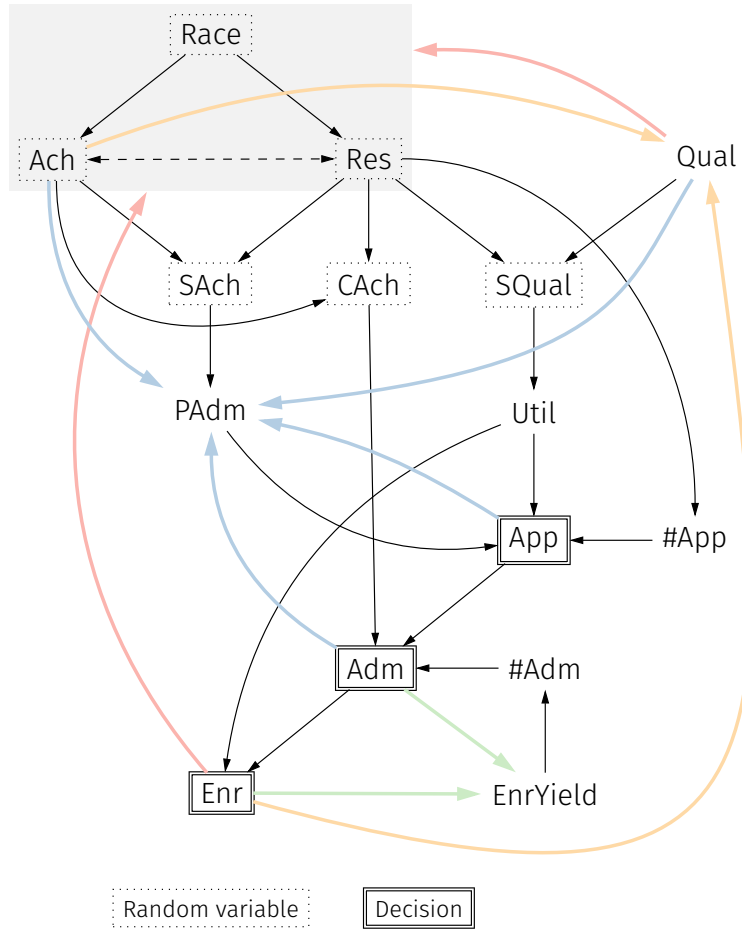 Race
Ach
Res
Qual
SAch
CAch
SQual
PAdm
Util
App
#App
Adm
#Adm
Enr
EnrYield
Random variable
Decision